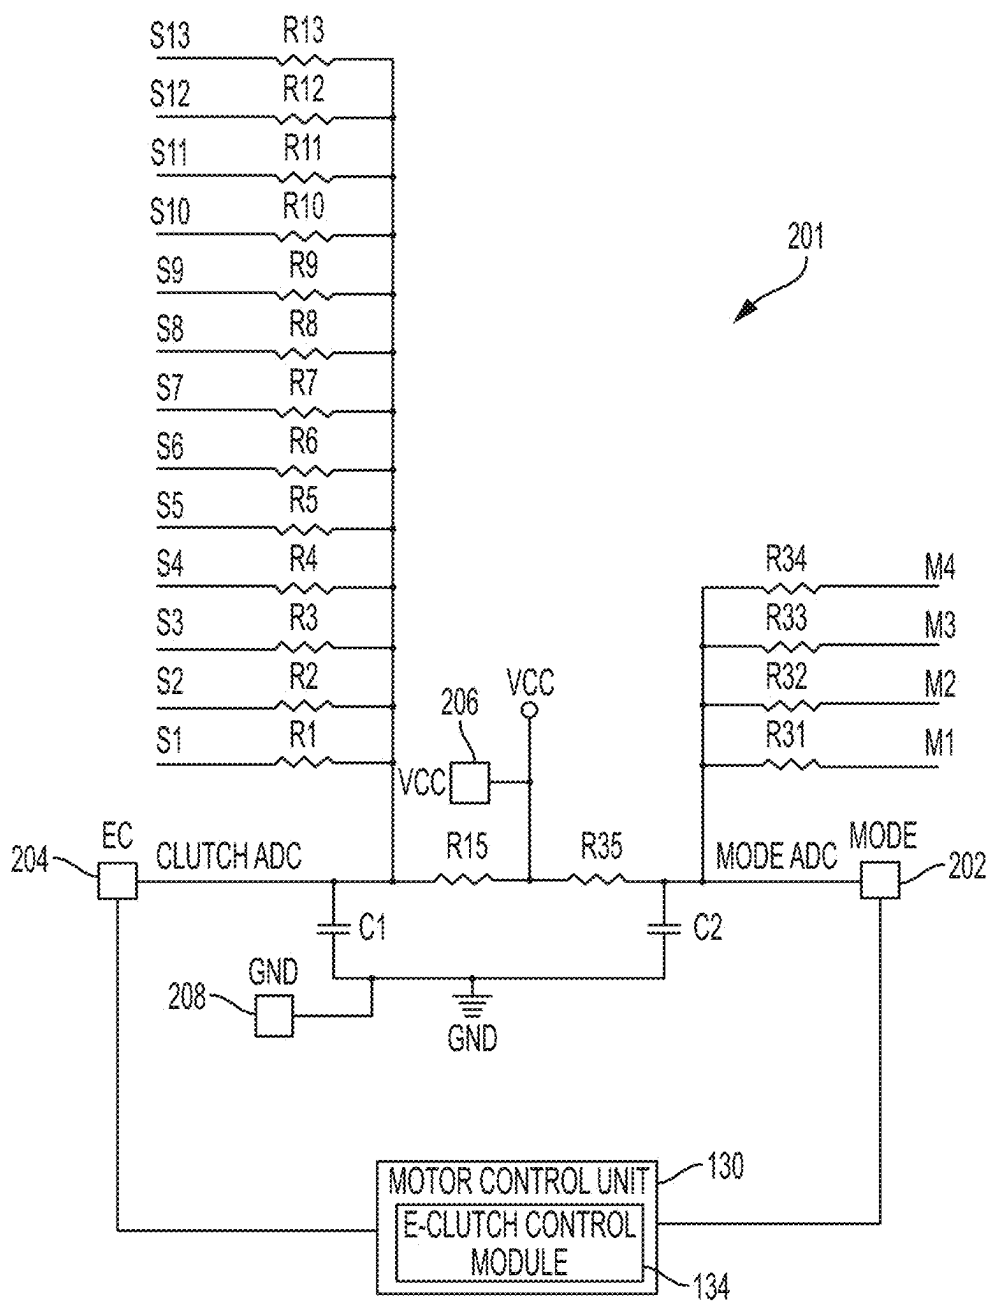 S13 R13
S12 R12
S11 R11
S10 R10
201
S9 R9
S8 R8
S7 R7
S6 R6
S5 R5
S4 R4 R34 M4
S3 R3 R33 M3
S2 R2 R32 M2
206 VCC
S1 R1 R31 M1
VCC
204 EC CLUTCH ADC R15 R35 MODE ADC MODE 202
C1 C2
GND
208
GND
MOTOR CONTROL UNIT 130
E-CLUTCH CONTROL
MODULE
134